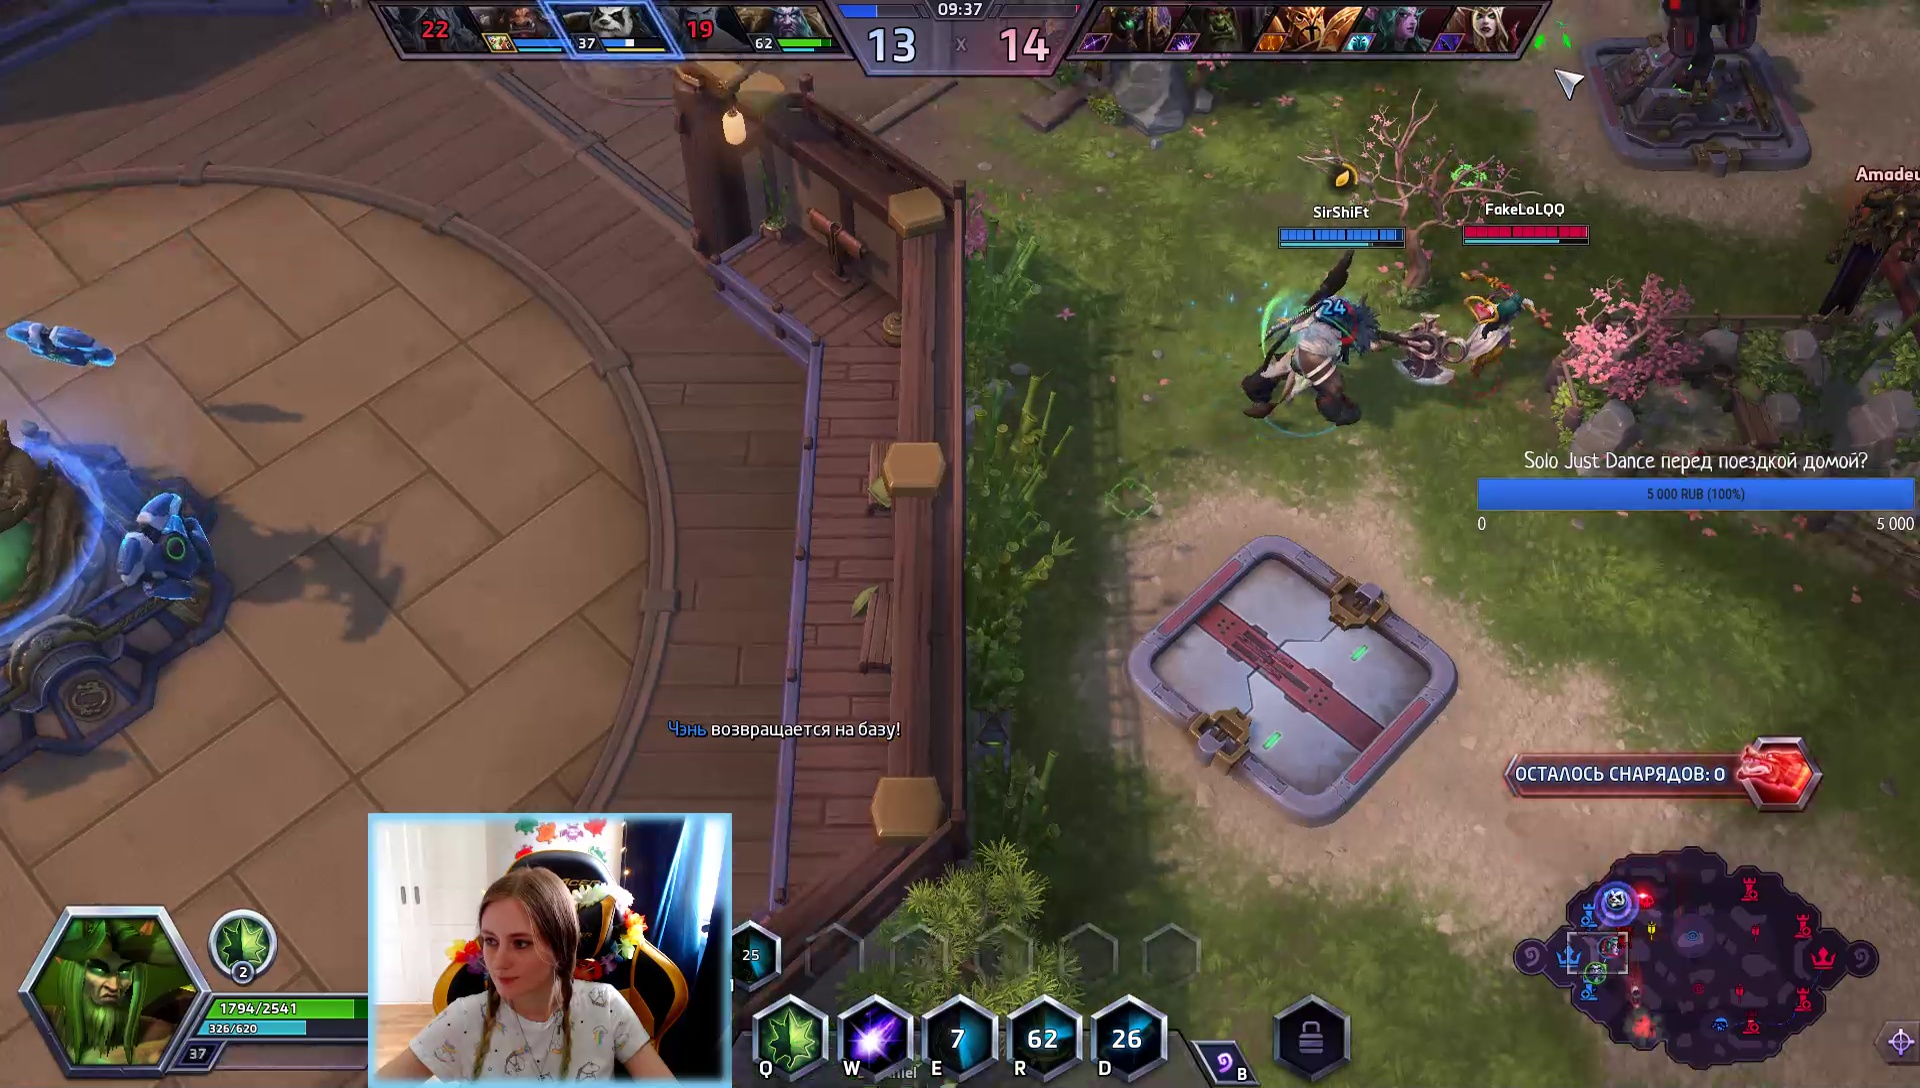 09:37
22
37
19
62
13 x 14
Amadeu
SirShiFt
FakeLoLQQ
24
Solo Just Dance перед поездкой домой?
5 000 RUB (100%)
0
5 000
Чэнь возвращается на базу!
ОСТАЛОСЬ СНАРЯДОВ: 0
25
2
1794/2541
326/620
37
7
62
26
Q
W
E
R
D
B